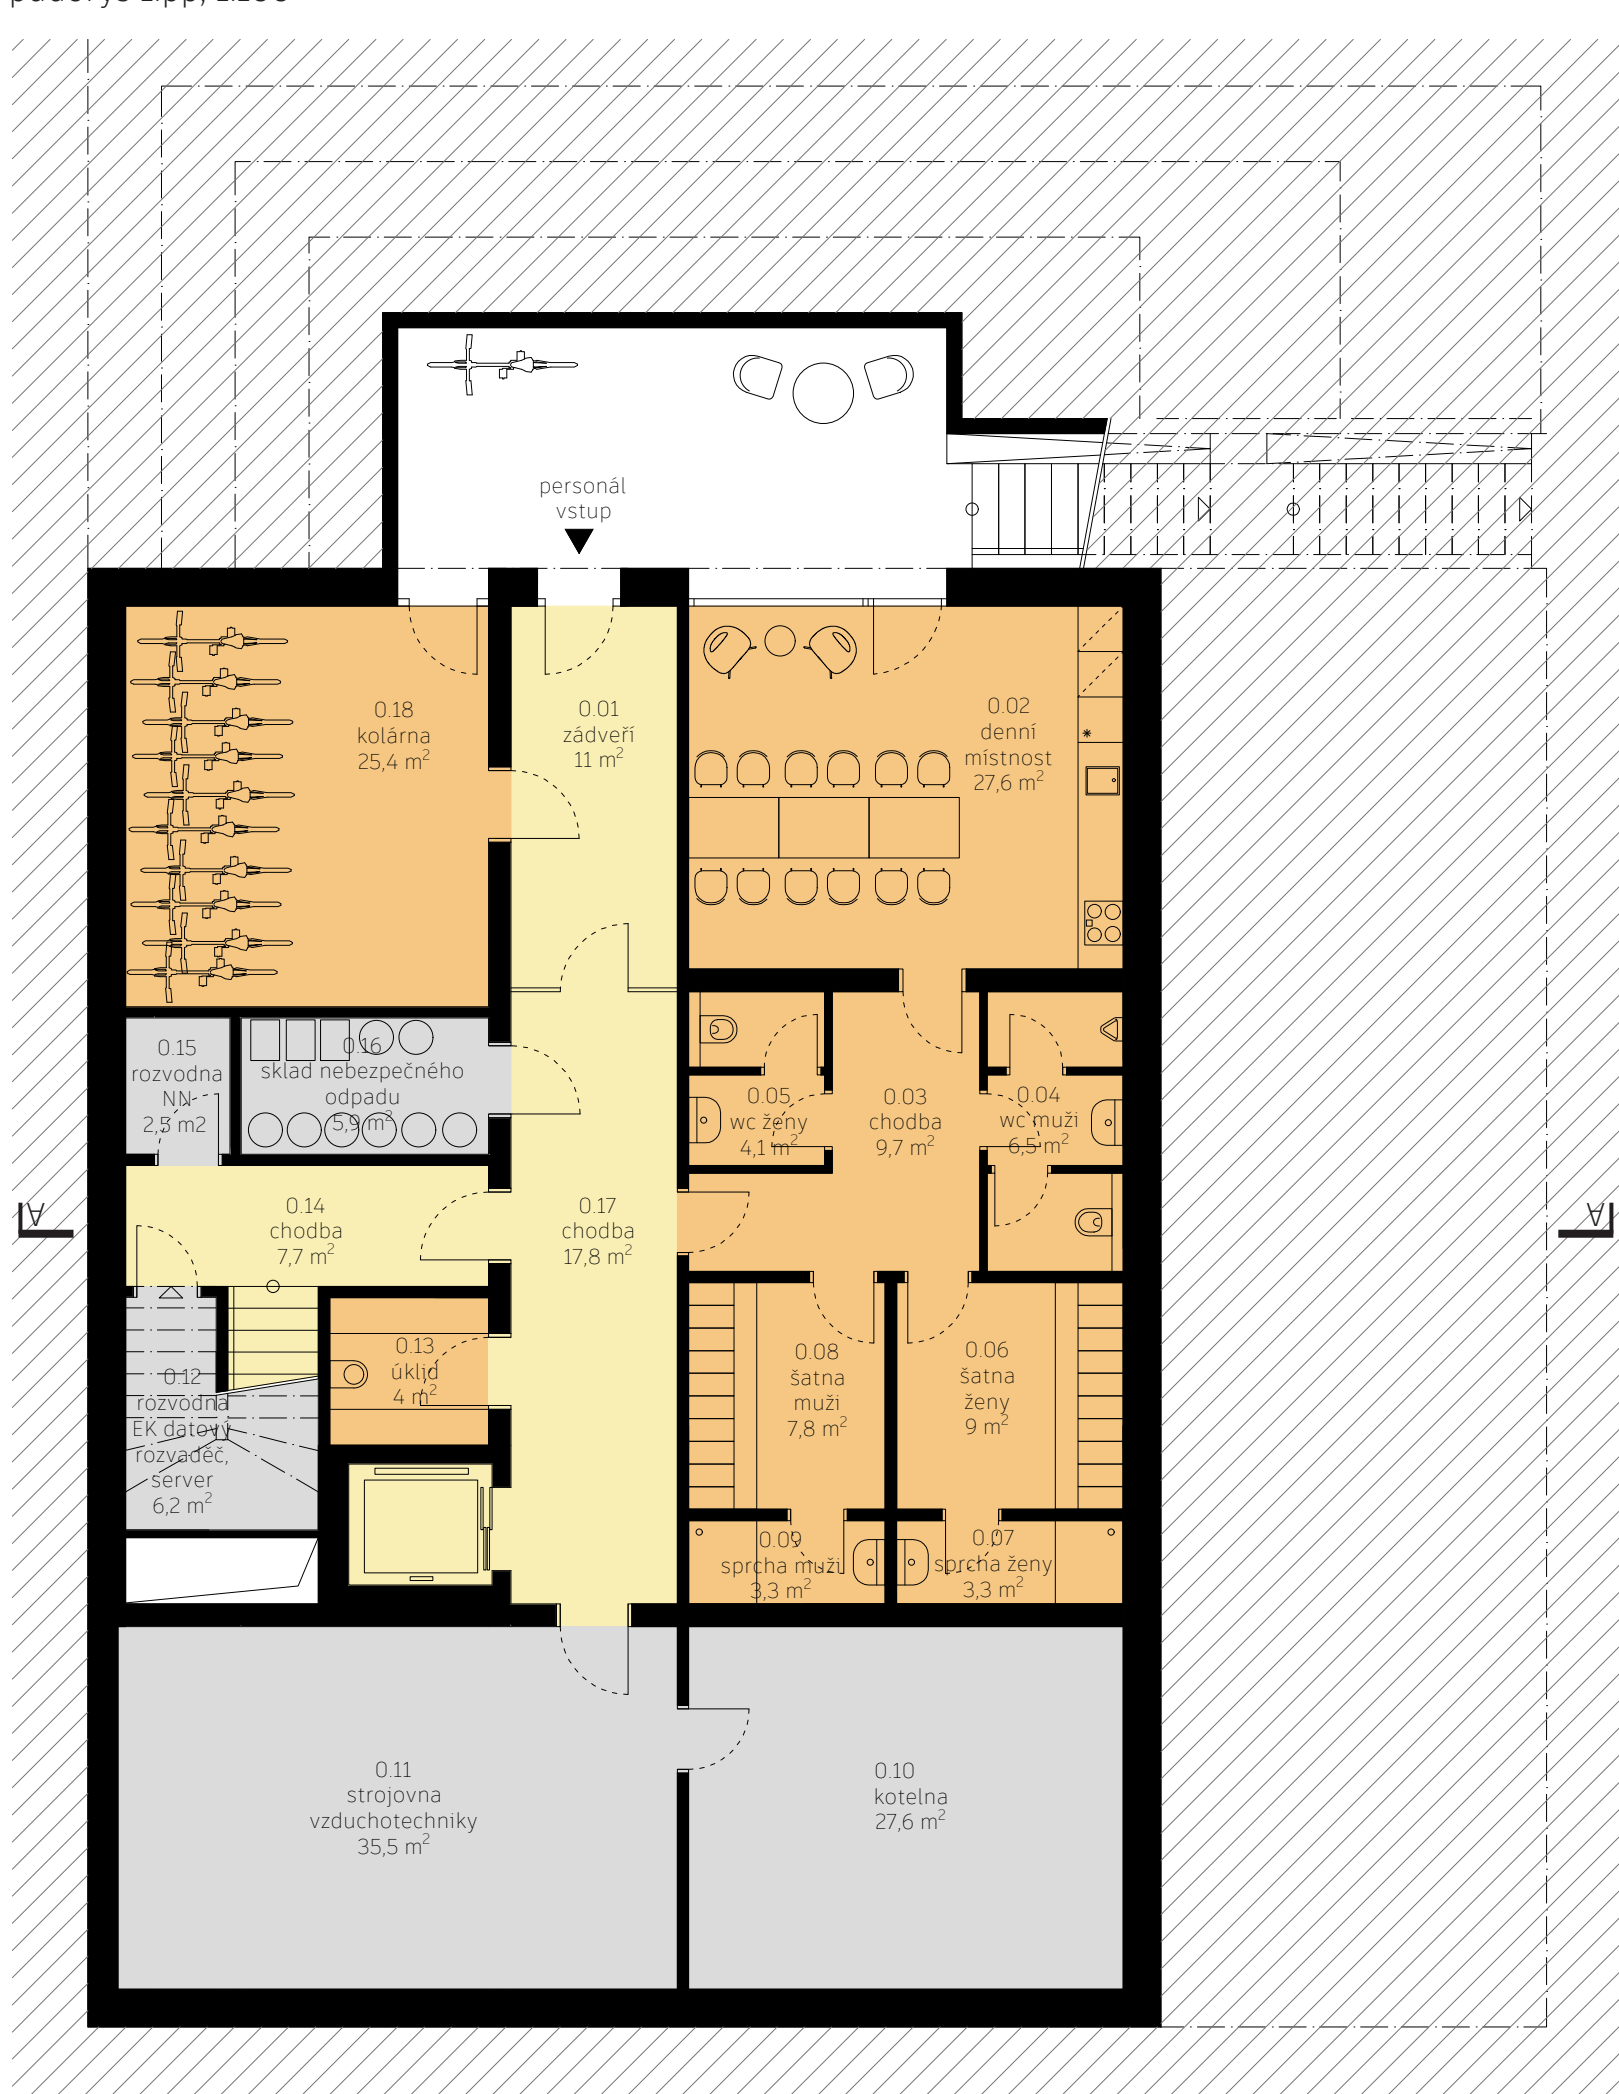 personál
vstup
0.18
kolárna
25,4 m²
0.01
zádveří
11 m²
0.02
denní
místnost
27,6 m²
0.15
rozvodna
NN
2,3 m2
0.16
sklad nebezpečného
odpadu
5,9 m²
0.05
wc ženy
4,1 m²
0.03
chodba
9,7 m²
0.04
wc muži
6,5 m²
0.14
chodba
7,7 m²
0.17
chodba
17,8 m²
A
A
0.13
úklid
4 m²
0.12
rozvodna
EK datový
rozvaděč,
server
6,2 m²
0.08
šatna
muži
7,8 m²
0.06
šatna
ženy
9 m²
0.09
sprcha muži
3,3 m²
0.07
sprcha ženy
3,3 m²
0.11
strojovna
vzduchotechniky
35,5 m²
0.10
kotelna
27,6 m²